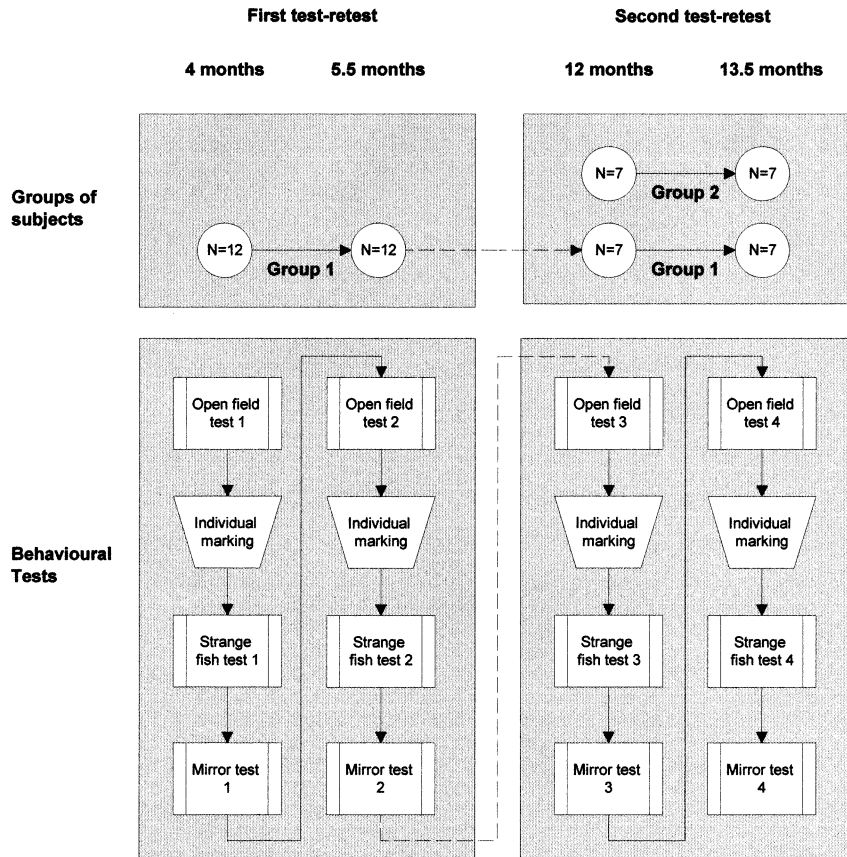 First test-retest
Second test-retest
4 months
5.5 months
12 months
13.5 months
Groups of
subjects
N=7
N=7
Group 2
N=12
N=12
Group 1
N=7
N=7
Group 1
Behavioural
Tests
Open field
test 1
Open field
test 2
Open field
test 3
Open field
test 4
Individual
marking
Individual
marking
Individual
marking
Individual
marking
Strange
fish test 1
Strange
fish test 2
Strange
fish test 3
Strange
fish test 4
Mirror test
1
Mirror test
2
Mirror test
3
Mirror test
4